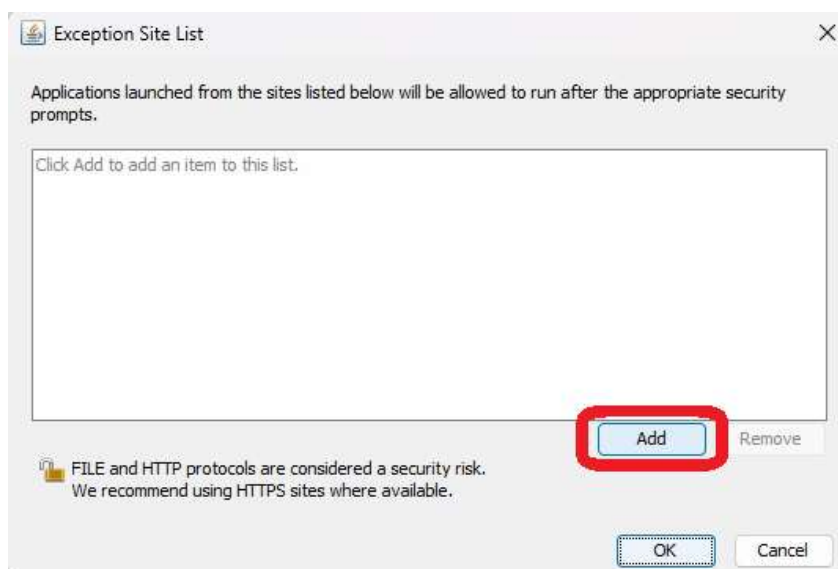 Exception Site List
Applications launched from the sites listed below will be allowed to run after the appropriate security
prompts.
Click Add to add an item to this list.
Add
Remove
FILE and HTTP protocols are considered a security risk.
We recommend using HTTPS sites where available.
OK
Cancel